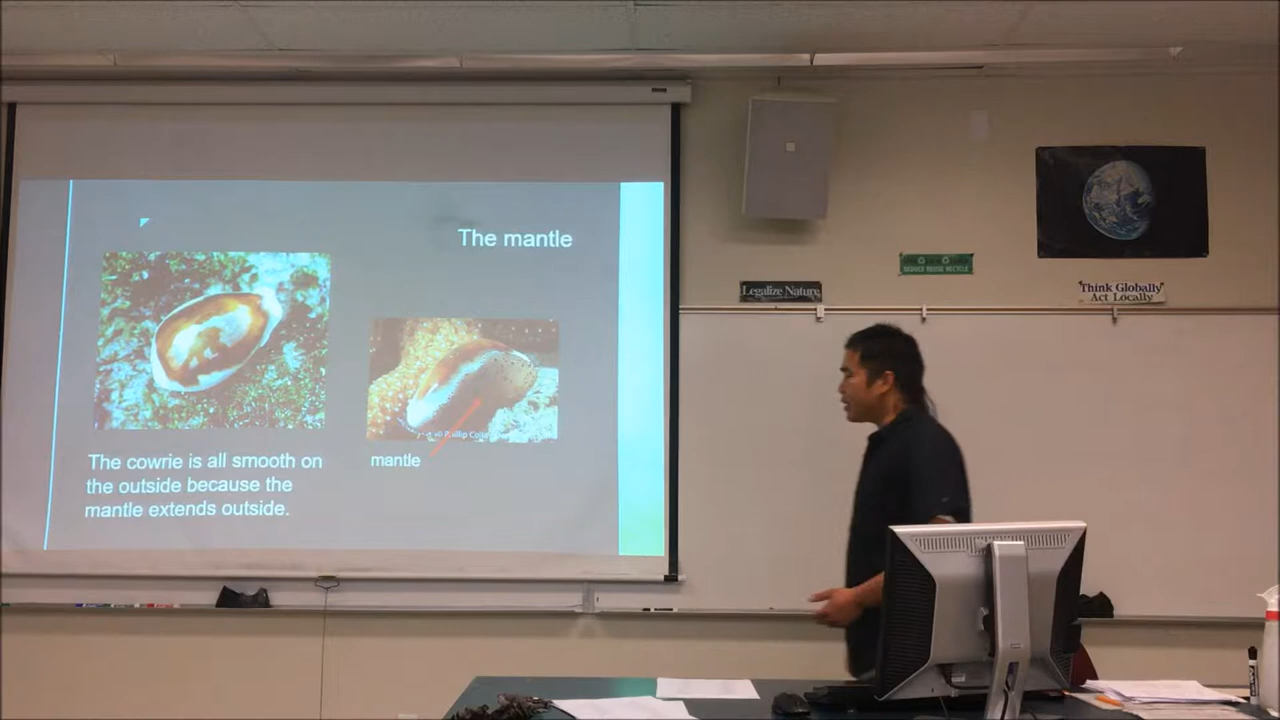 The mantle
The cowrie is all smooth on
the outside because the
mantle extends outside.
mantle
Legalize Nature
REDUCE REUSE RECYCLE
Think Globally
Act Locally